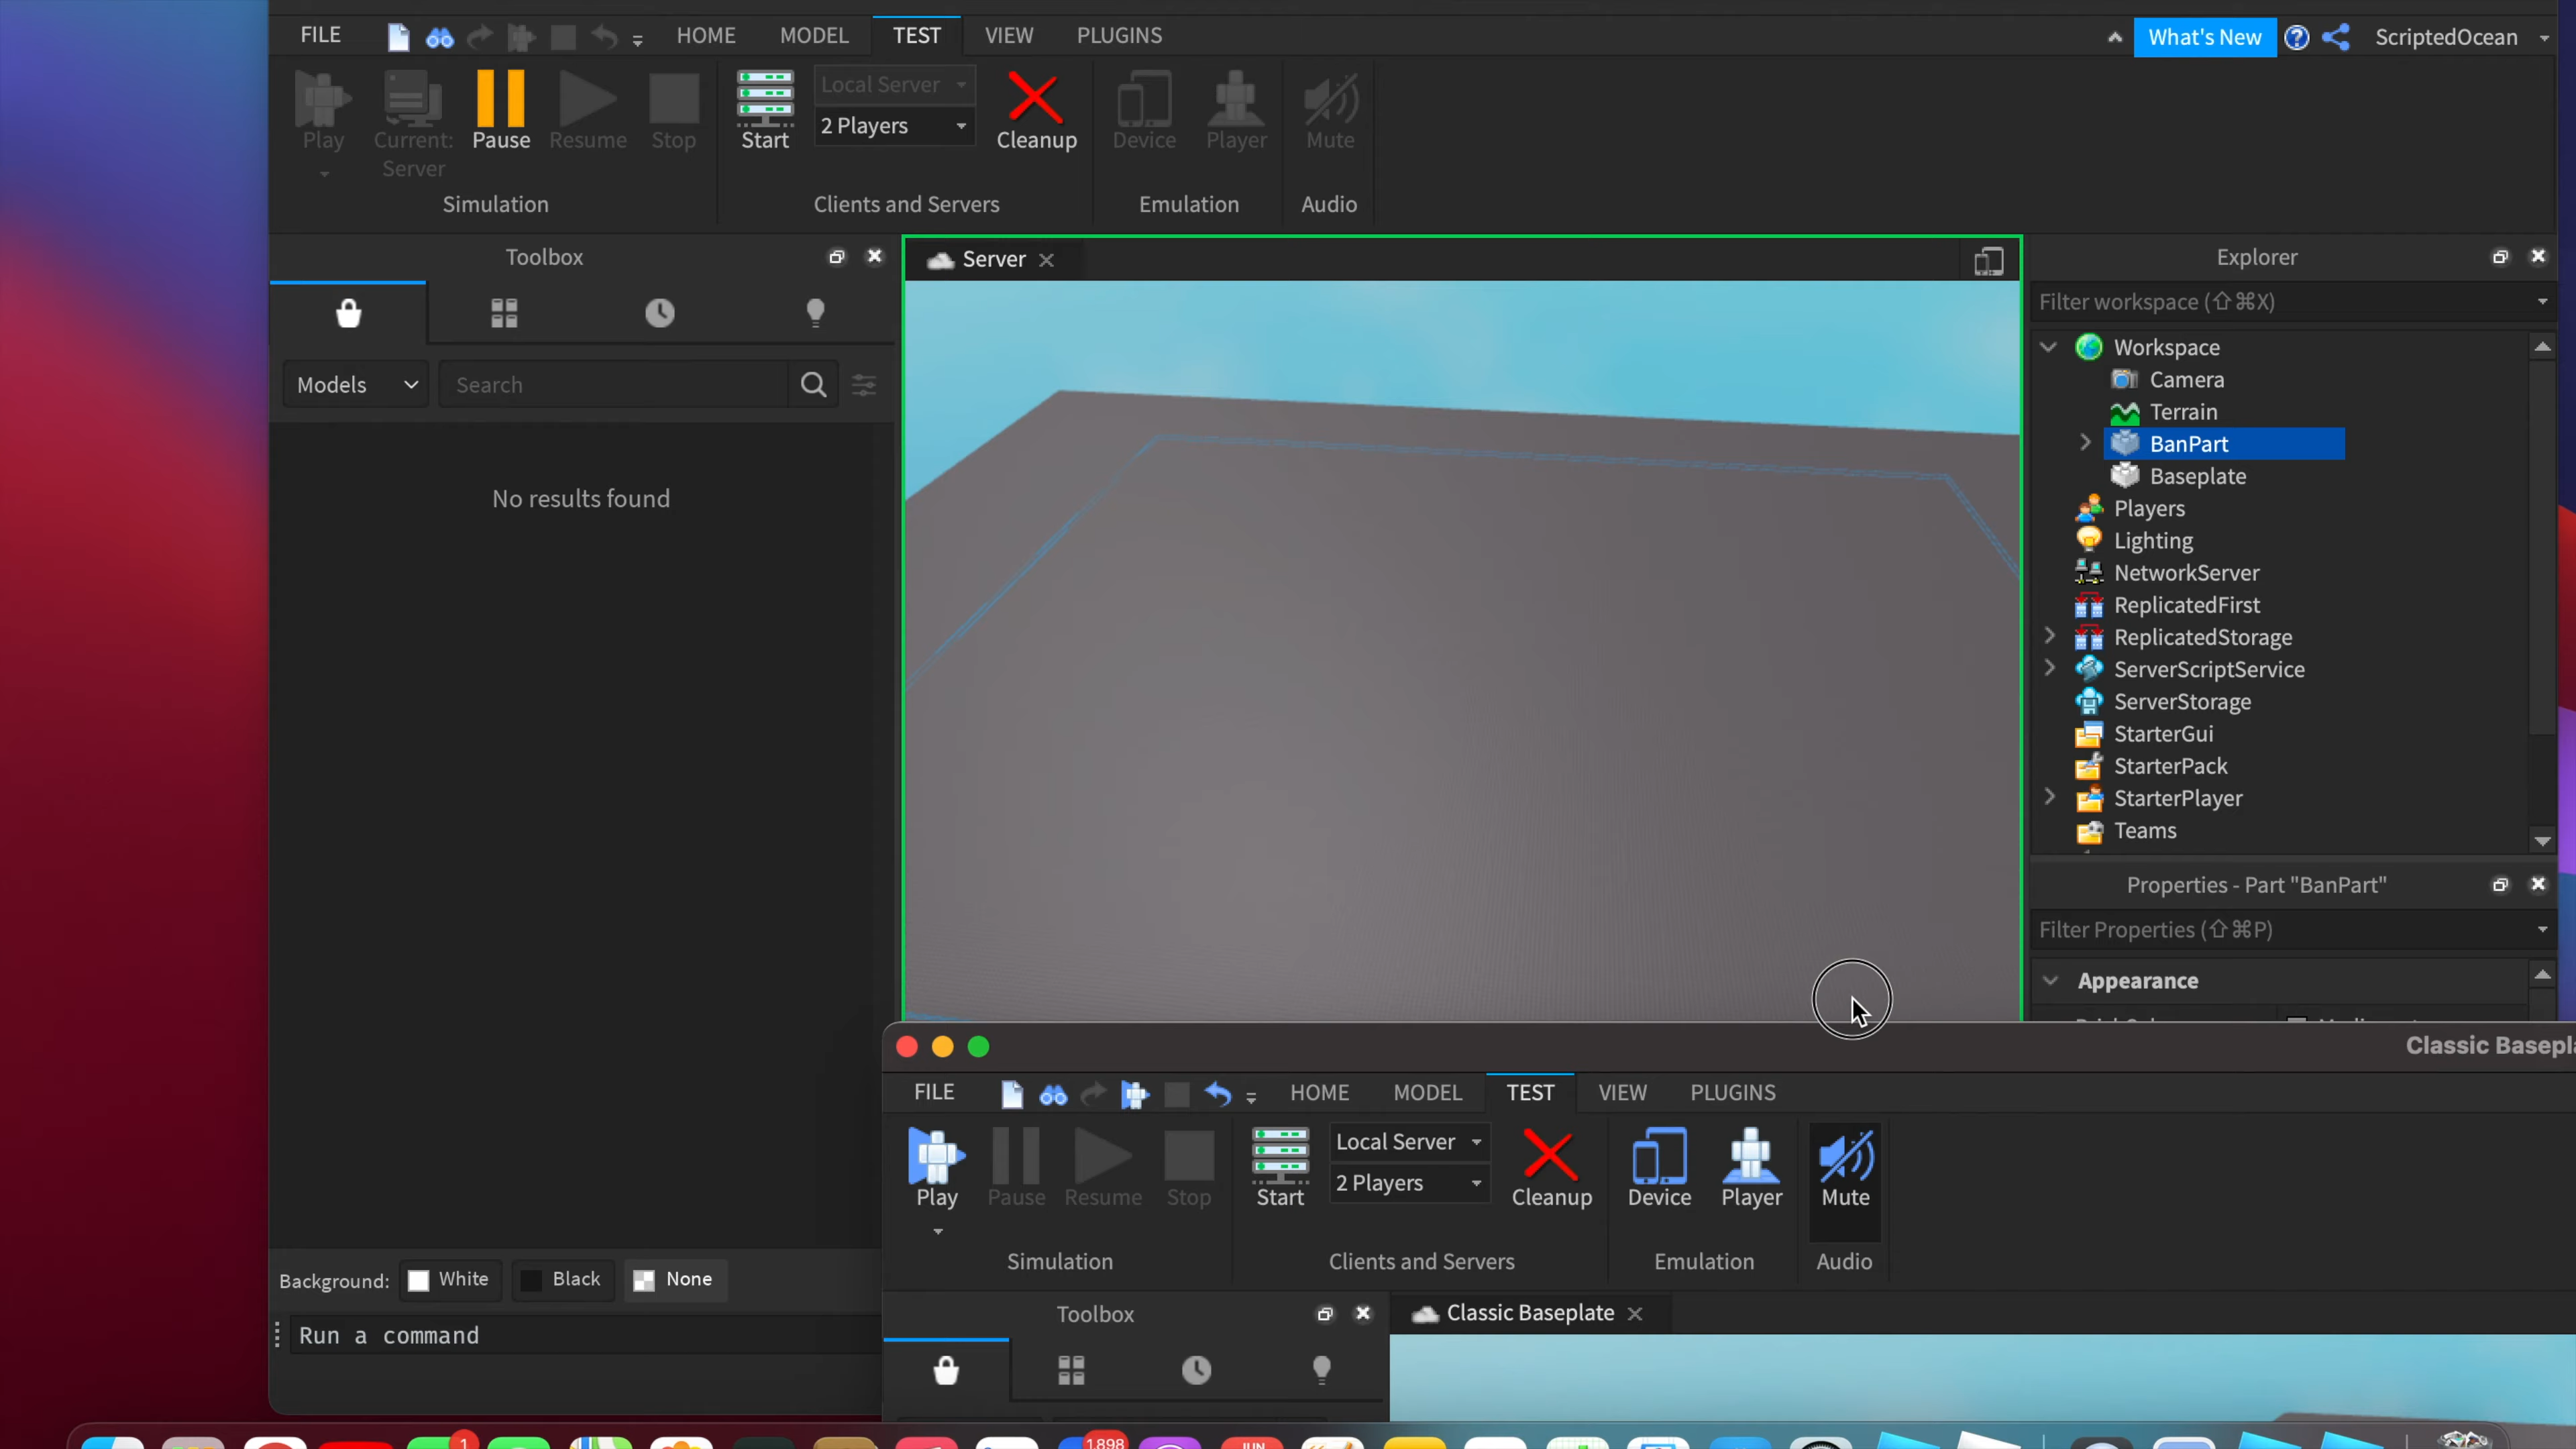 FILE HOME MODEL TEST VIEW PLUGINS What's New ScriptedOcean
Play Current: Server Pause Resume Stop Start Local Server 2 Players Cleanup Device Player Mute
Simulation Clients and Servers Emulation Audio
Toolbox
Models Search
No results found
Background: White Black None
Run a command
Server
Explorer
Filter workspace (⇧⌘X)
Workspace
Camera
Terrain
BanPart
Baseplate
Players
Lighting
NetworkServer
ReplicatedFirst
ReplicatedStorage
ServerScriptService
ServerStorage
StarterGui
StarterPack
StarterPlayer
Teams
Properties - Part "BanPart"
Filter Properties (⇧⌘P)
Appearance
Classic Basepla
FILE HOME MODEL TEST VIEW PLUGINS
Play Pause Resume Stop Start Local Server 2 Players Cleanup Device Player Mute
Simulation Clients and Servers Emulation Audio
Toolbox Classic Baseplate
1 1,898 JUN